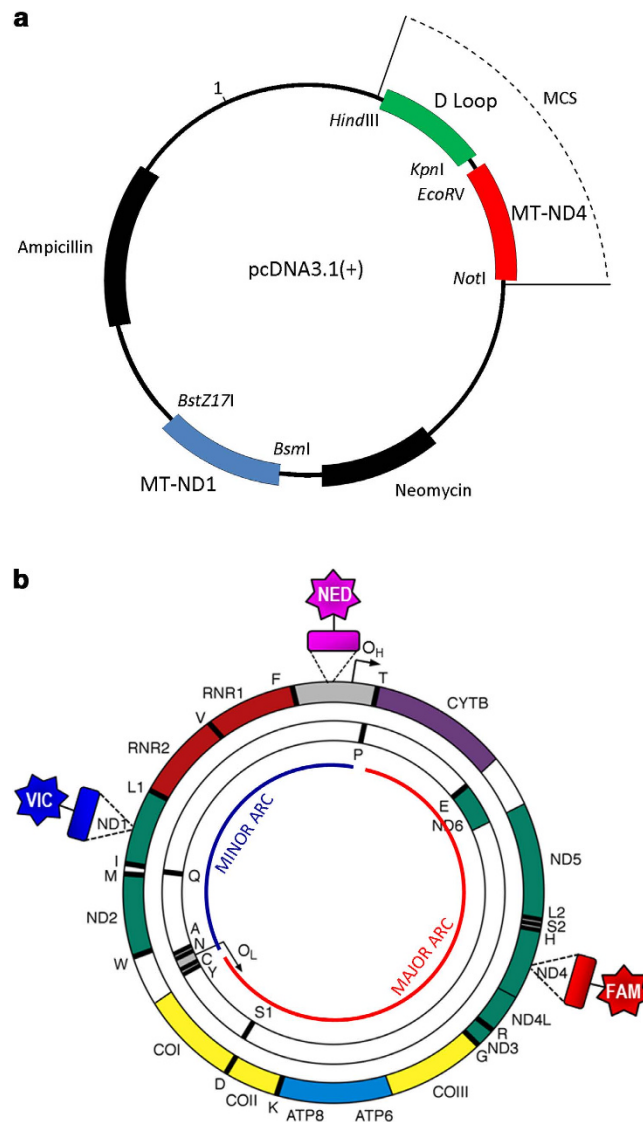 a
1
D Loop
MCS
HindIII
KpnI
EcoRV
MT-ND4
Ampicillin
pcDNA3.1(+)
NotI
BstZ17I
BsmI
MT-ND1
Neomycin
b
NED
OH
F
T
RNR1
CYTB
V
P
RNR2
L1
E
ND6
VIC
ND1
MINOR ARC
ND5
I
M
Q
L2
S2
H
ND2
A
N
OL
MAJOR ARC
ND4
FAM
W
C
Y
S1
ND4L
R
ND3
G
COI
D
COII
K
ATP8
ATP6
COIII